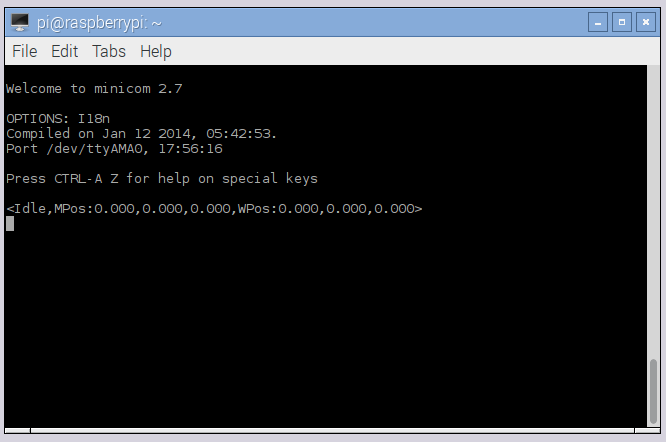 pi@raspberrypi: ~
File Edit Tabs Help
Welcome to minicom 2.7
OPTIONS: I18n
Compiled on Jan 12 2014, 05:42:53.
Port /dev/ttyAMA0, 17:56:16
Press CTRL-A Z for help on special keys
<Idle,MPos:0.000,0.000,0.000,WPos:0.000,0.000,0.000>